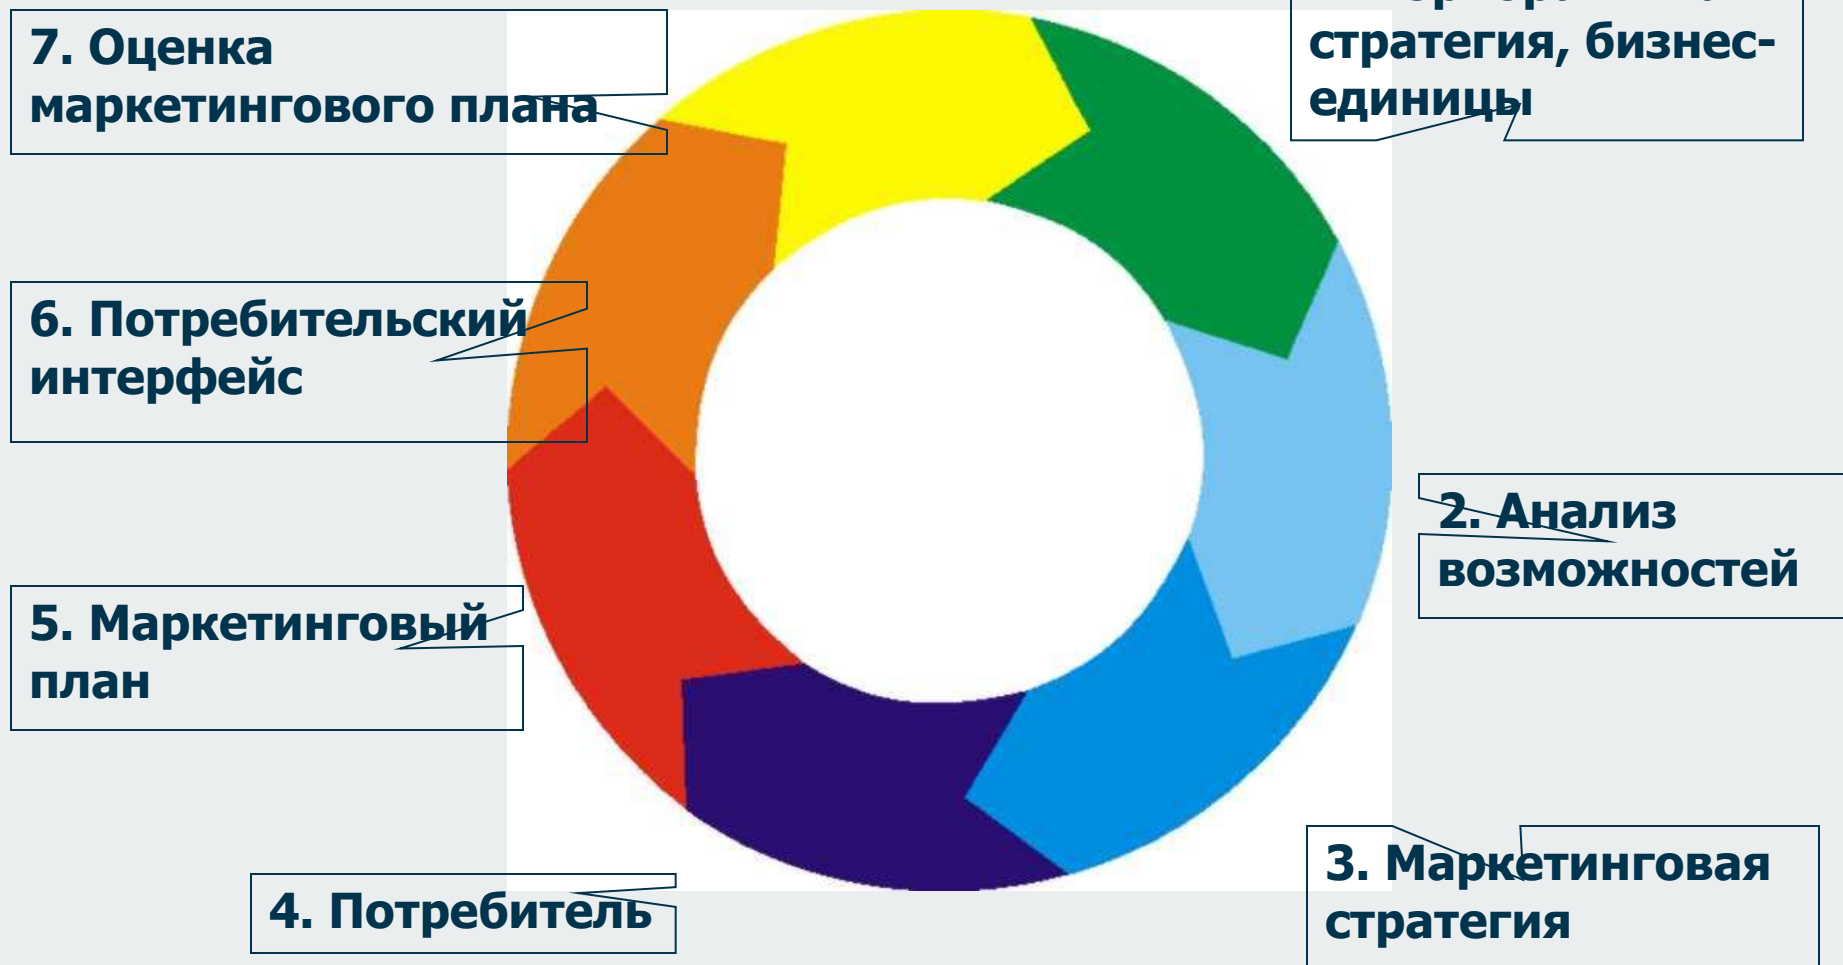 7. Оценка
маркетингового плана
стратегия, бизнес-
единицы
6. Потребительский
интерфейс
2. Анализ
возможностей
5. Маркетинговый
план
3. Маркетинговая
стратегия
4. Потребитель